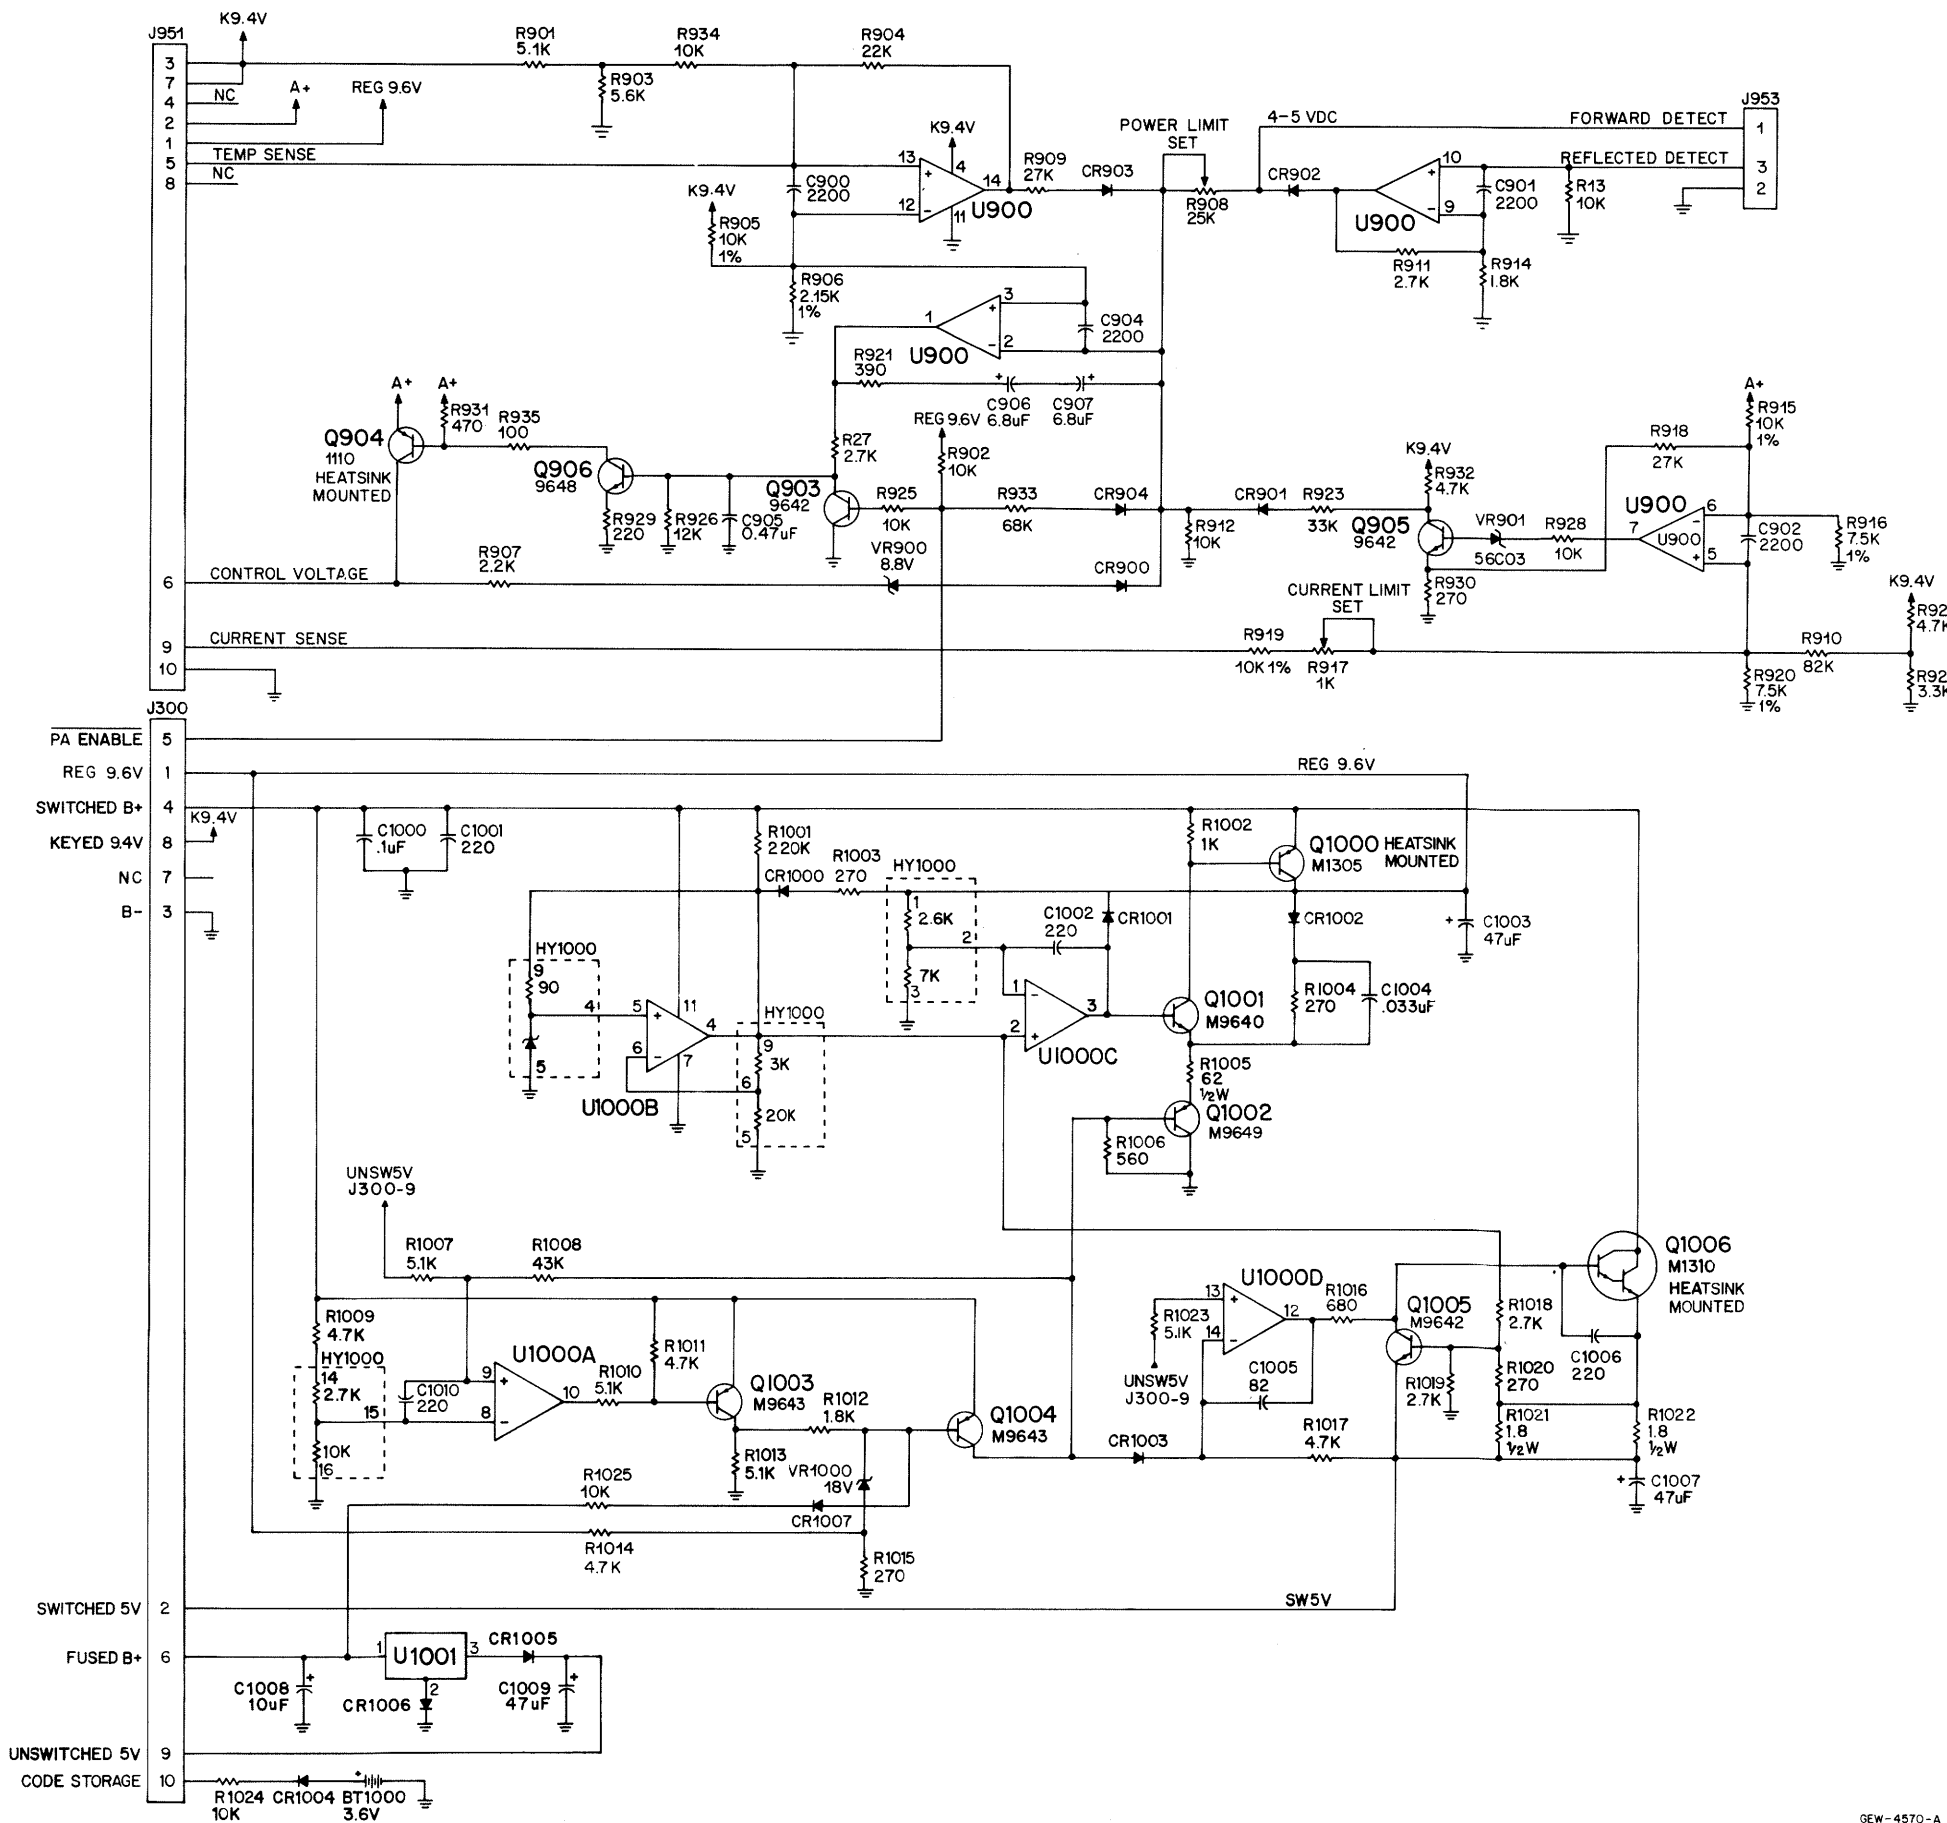 J951
K9.4V
3
7
4
NC
2
A+
1
REG 9.6V
5
TEMP SENSE
8
NC
R901
5.1K
R934
10K
R904
22K
R903
5.6K
K9.4V
13
+
4
14
12
-
11
U900
C900
2200
K9.4V
R905
10K
1%
R906
2.15K
1%
R909
27K
CR903
POWER LIMIT
SET
R908
25K
4-5 VDC
FORWARD DETECT
REFLECTED DETECT
J953
1
3
2
CR902
10
+
9
-
U900
C901
2200
R13
10K
R911
2.7K
R914
1.8K
1
3
+
2
-
U900
C904
2200
R921
390
+
C906
6.8uF
+
C907
6.8uF
A+
A+
R931
470
R935
100
Q904
1110
HEATSINK
MOUNTED
Q906
9648
R929
220
R926
12K
C905
0.47uF
R27
2.7K
Q903
9642
REG 9.6V
R902
10K
R925
10K
R933
68K
CR904
R912
10K
CR901
R923
33K
K9.4V
R932
4.7K
Q905
9642
R930
270
VR901
56C03
R928
10K
R918
27K
A+
R915
10K
1%
U900
U900
7
6
-
5
+
C902
2200
R916
7.5K
1%
K9.4V
R92
4.7K
R910
82K
R92
3.3K
R920
7.5K
1%
6
CONTROL VOLTAGE
R907
2.2K
VR900
8.8V
CR900
CURRENT LIMIT
SET
9
CURRENT SENSE
R919
10K 1%
R917
1K
10
J300
PA ENABLE
5
REG 9.6V
1
REG 9.6V
SWITCHED B+
4
K9.4V
KEYED 9.4V
8
NC
7
B-
3
C1000
.1uF
C1001
220
R1001
220K
R1003
270
CR1000
HY1000
1
2.6K
2
7K
3
C1002
220
CR1001
R1002
1K
Q1000
M1305
HEATSINK
MOUNTED
CR1002
+
C1003
47uF
HY1000
9
90
4
5
5
+
11
4
6
-
7
U1000B
HY1000
9
3K
6
20K
5
1
-
3
2
+
U1000C
Q1001
M9640
R1004
270
C1004
.033uF
R1005
62
1/2W
Q1002
M9649
R1006
560
UNSW5V
J300-9
R1007
5.1K
R1008
43K
R1009
4.7K
HY1000
14
2.7K
15
10K
16
C1010
220
U1000A
9
+
8
-
10
R1010
5.1K
R1011
4.7K
Q1003
M9643
R1012
1.8K
R1013
5.1K
VR1000
18V
Q1004
M9643
R1025
10K
CR1007
R1014
4.7K
R1015
270
CR1003
R1023
5.1K
UNSW5V
J300-9
U1000D
13
+
14
-
12
C1005
82
R1016
680
R1017
4.7K
Q1005
M9642
R1019
2.7K
R1018
2.7K
R1020
270
R1021
1.8
1/2W
C1006
220
Q1006
M1310
HEATSINK
MOUNTED
R1022
1.8
1/2W
+
C1007
47uF
SWITCHED 5V
2
SW5V
FUSED B+
6
1
U1001
3
2
CR1005
+
C1008
10uF
CR1006
+
C1009
47uF
UNSWITCHED 5V
9
CODE STORAGE
10
R1024
10K
CR1004
+
BT1000
3.6V
GEW-4570-A